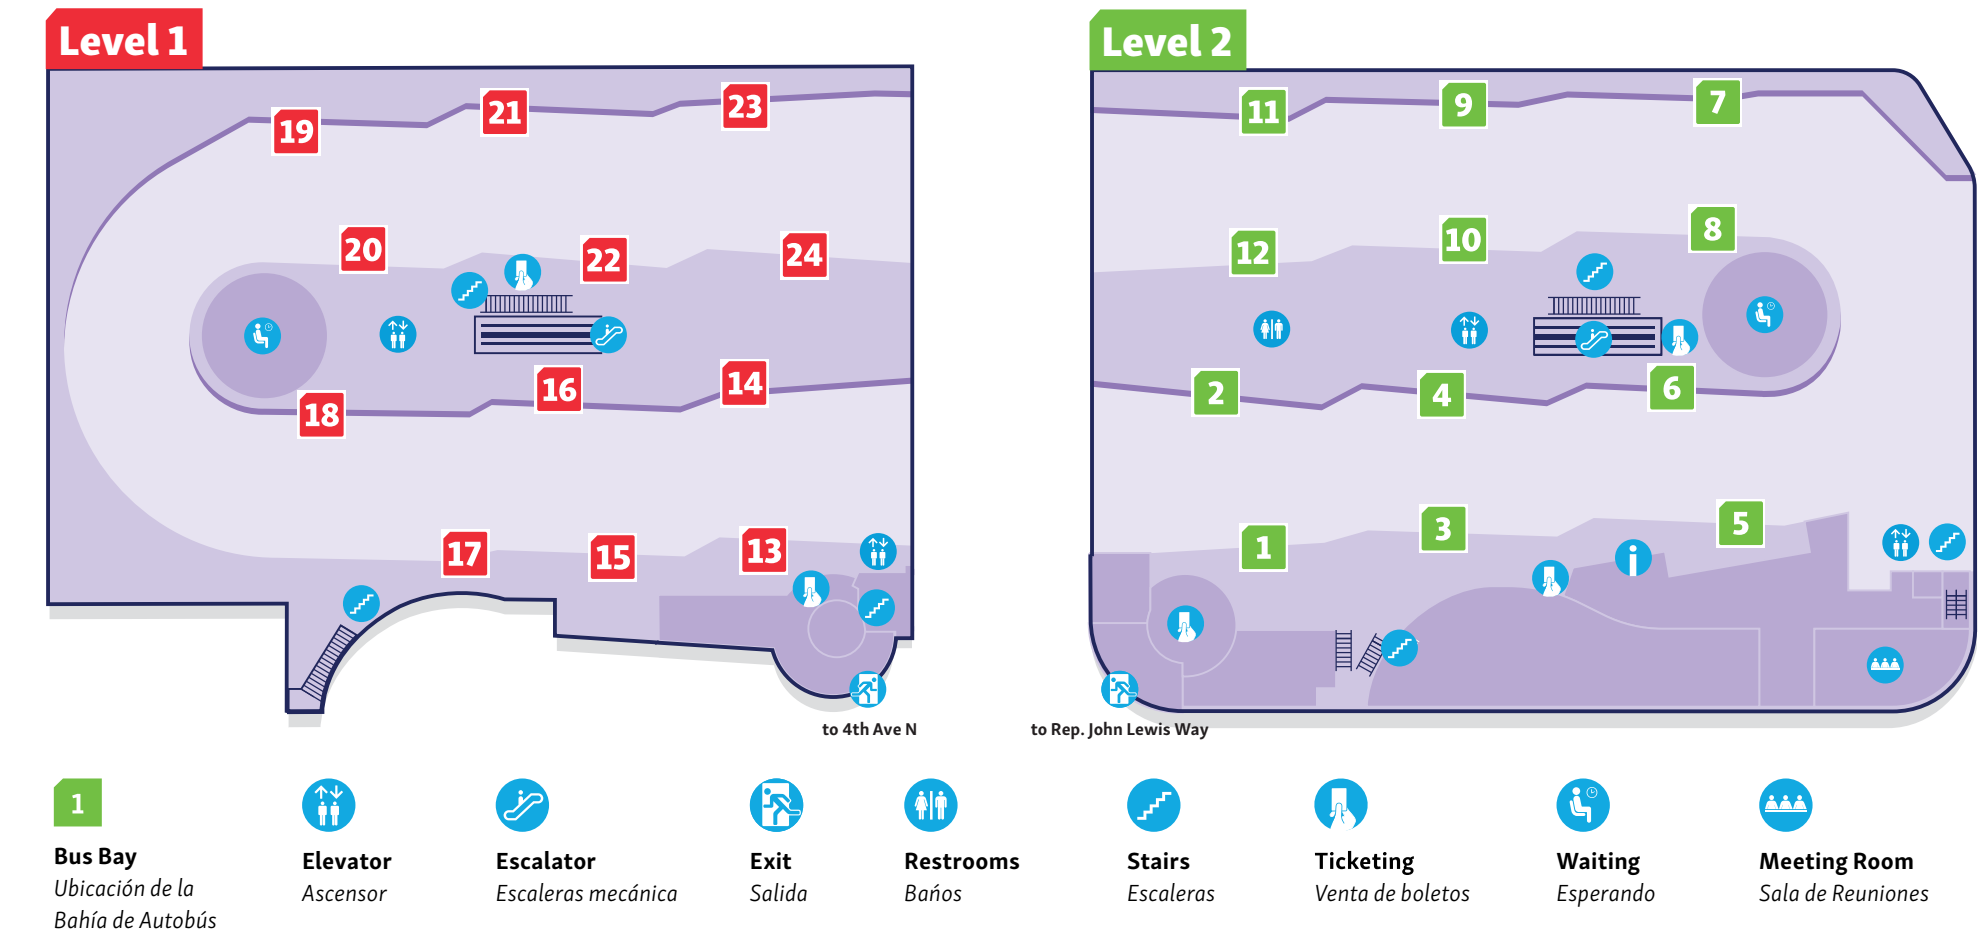 Level 1
Level 2
19
21
23
20
22
24
18
16
14
17
15
13
to 4th Ave N
11
9
7
12
10
8
2
4
6
1
3
5
i
to Rep. John Lewis Way
1
Bus Bay
Ubicación de la
Bahía de Autobús
Elevator
Ascensor
Escalator
Escaleras mecánica
Exit
Salida
Restrooms
Bańos
Stairs
Escaleras
Ticketing
Venta de boletos
Waiting
Esperando
Meeting Room
Sala de Reuniones